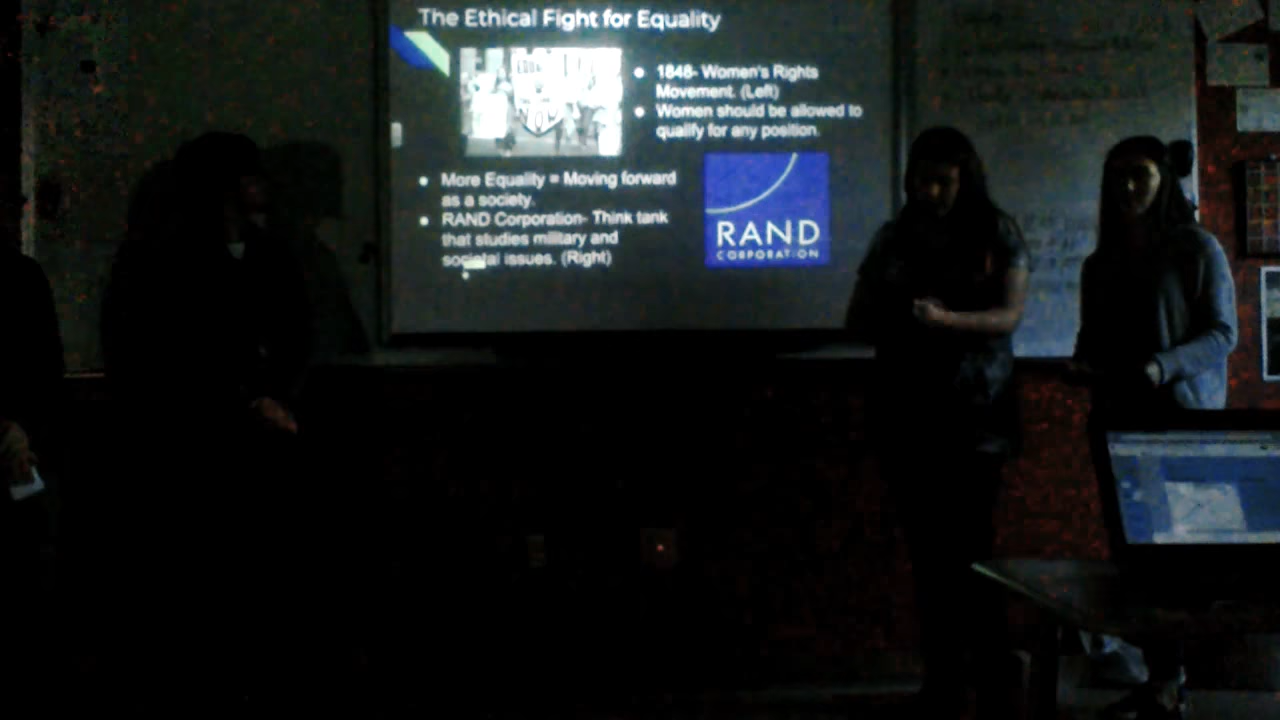 The Ethical Fight for Equality
1848- Women's Rights
Movement. (Left)
Women should be allowed to
qualify for any position.
More Equality = Moving forward
as a society.
RAND Corporation- Think tank
that studies military and
societal issues. (Right)
RAND
CORPORATION